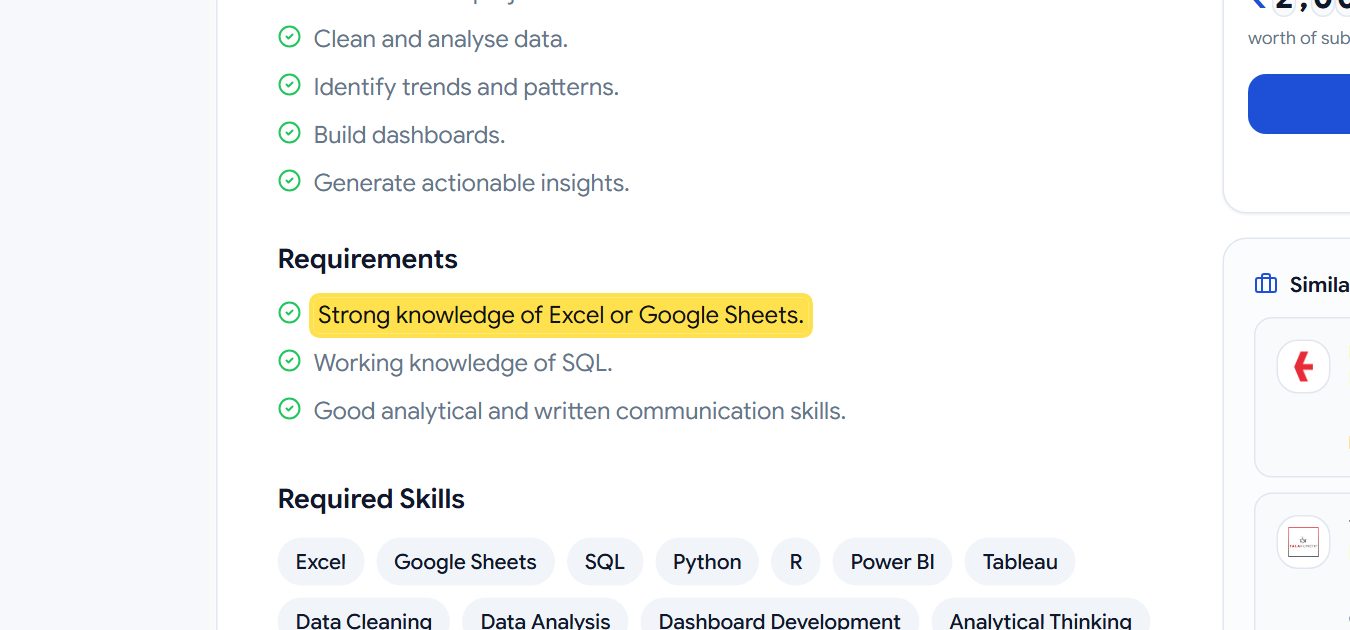 Clean and analyse data.
Identify trends and patterns.
Build dashboards.
Generate actionable insights.
Requirements
Strong knowledge of Excel or Google Sheets.
Working knowledge of SQL.
Good analytical and written communication skills.
Required Skills
Excel Google Sheets SQL Python R Power BI Tableau
Data Cleaning Data Analysis Dashboard Development Analytical Thinking
worth of